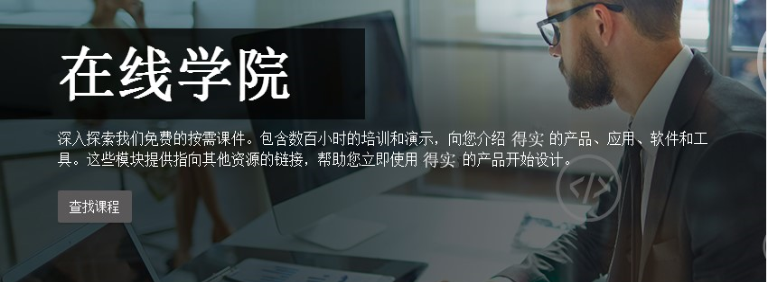 在线学院
深入探索我们免费的按需课件。包含数百小时的培训和演示，向您介绍 得实 的产品、应用、软件和工
具。这些模块提供指向其他资源的链接，帮助您立即使用 得实 的产品开始设计。
查找课程
</>